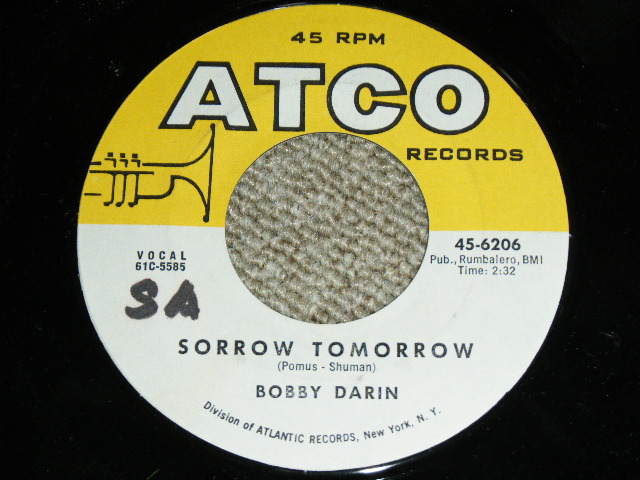 45 RPM
ATCO
RECORDS
VOCAL
61C-5585
45-6206
Pub., Rumbalero, BMI
Time: 2:32
SA
SORROW TOMORROW
(Pomus - Shuman)
BOBBY DARIN
Division of ATLANTIC RECORDS, New York, N. Y.